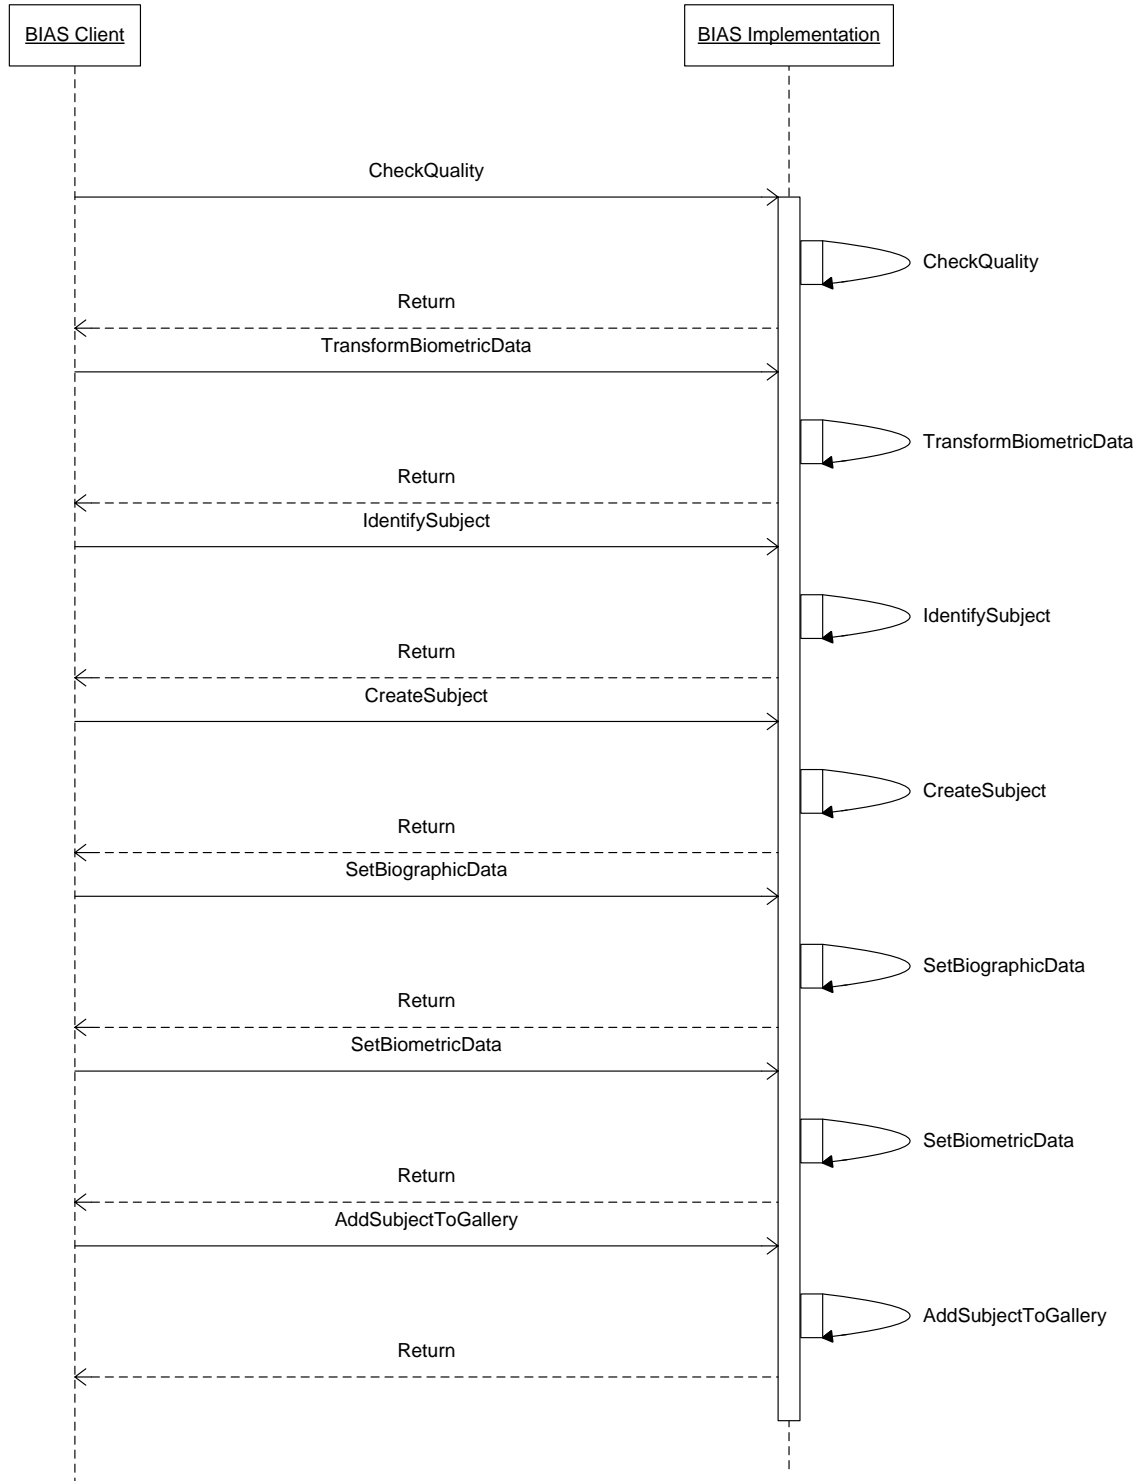 BIAS Client
BIAS Implementation
CheckQuality
CheckQuality
Return
TransformBiometricData
TransformBiometricData
Return
IdentifySubject
IdentifySubject
Return
CreateSubject
CreateSubject
Return
SetBiographicData
SetBiographicData
Return
SetBiometricData
SetBiometricData
Return
AddSubjectToGallery
AddSubjectToGallery
Return